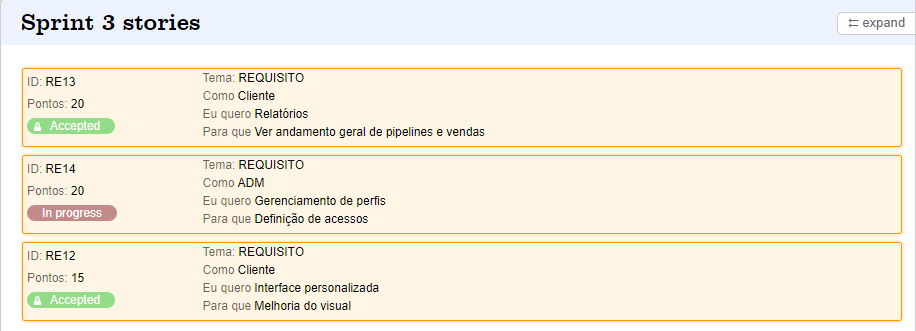 Sprint 3 stories
expand
ID: RE13
Pontos: 20
Accepted
Tema: REQUISITO
Como Cliente
Eu quero Relatórios
Para que Ver andamento geral de pipelines e vendas
ID: RE14
Pontos: 20
In progress
Tema: REQUISITO
Como ADM
Eu quero Gerenciamento de perfis
Para que Definição de acessos
ID: RE12
Pontos: 15
Accepted
Tema: REQUISITO
Como Cliente
Eu quero Interface personalizada
Para que Melhoria do visual